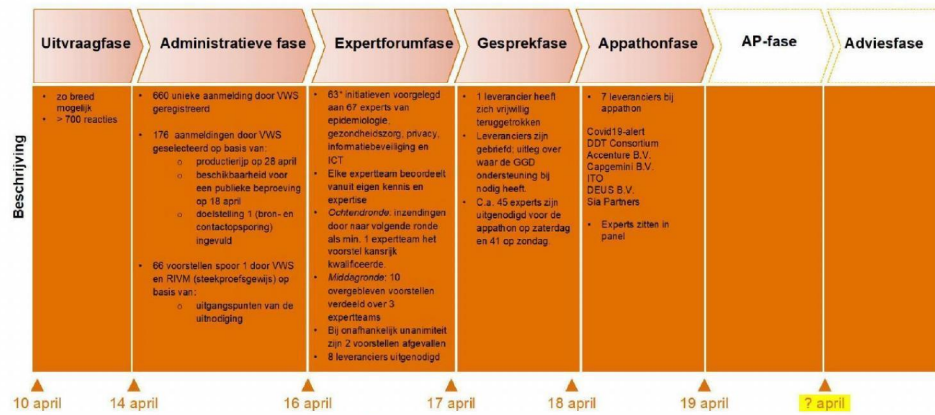 Uitvraagfase
Administratieve fase
Expertforumfase
Gesprekfase
Appathonfase
AP-fase
Adviesfase
Beschrijving
• zo breed
mogelijk
• > 700 reacties
• 660 unieke aanmelding door VWS
geregistreerd
• 176 aanmeldingen door VWS
geselecteerd op basis van:
o productierijp op 28 april
o beschikbaarheid voor
een publieke beproeving
op 18 april
o doelstelling 1 (bron- en
contactopsporing)
ingevuld
• 66 voorstellen spoor 1 door VWS
en RIVM (steekproefsgewijs) op
basis van:
o uitgangspunten van de
uitnodiging
• 63* initiatieven voorgelegd
aan 67 experts van
epidemiologie,
gezondheidszorg, privacy,
informatiebeveiliging en
ICT
• Elke expertteam beoordeelt
vanuit eigen kennis en
expertise
• Ochtendronde: inzendingen
door naar volgende ronde
als min. 1 expertteam het
voorstel kansrijk
kwalificeerde.
• Middagronde: 10
overgebleven voorstellen
verdeeld over 3
expertteams
• Bij onafhankelijk unanimiteit
zijn 2 voorstellen afgevallen
• 8 leveranciers uitgenodigd
• 1 leverancier heeft
zich vrijwillig
teruggetrokken
• Leveranciers zijn
gebriefd; uitleg over
waar de GGD
ondersteuning bij
nodig heeft.
• C.a. 45 experts zijn
uitgenodigd voor de
appathon op zaterdag
en 41 op zondag.
• 7 leveranciers bij
appathon
Covid19-alert
DDT Consortium
Accenture B.V.
Capgemini B.V.
ITO
DEUS B.V.
Sia Partners
• Experts zitten in
panel
10 april
14 april
16 april
17 april
18 april
19 april
? april